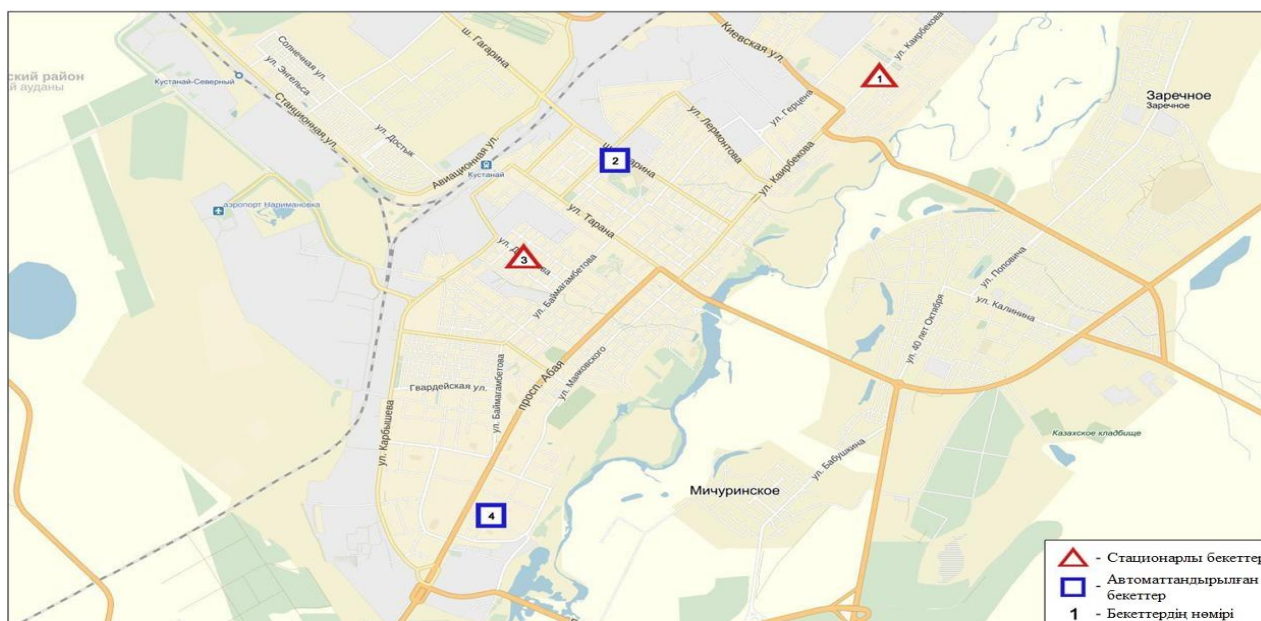 ш. Гагарина
Киевская ул.
ул. Каирбекова
1
ский район
ай ауданы
Кустанай-Северный
Солнечная ул.
ул. Энгельса
Станционная ул.
ул. Достык
Авиационная ул.
Кустанай
2
ул. Лермонтова
ул. Герцена
ул. Каирбекова
Заречное
Заречное
аэропорт Наримановка
ул. Тарана
3
ул. Баймагамбетова
ул. Поповича
ул. Калинина
ул. 40 лет Октября
Гвардейская ул.
ул. Баймагамбетова
просп. Абая
ул. Маяковского
ул. Карбышева
Казахское кладбище
ул. Бабушкина
Мичуринское
4
- Стационарлы бекеттер
- Автоматтандырылған
бекеттер
1 - Бекеттердің нөмірі